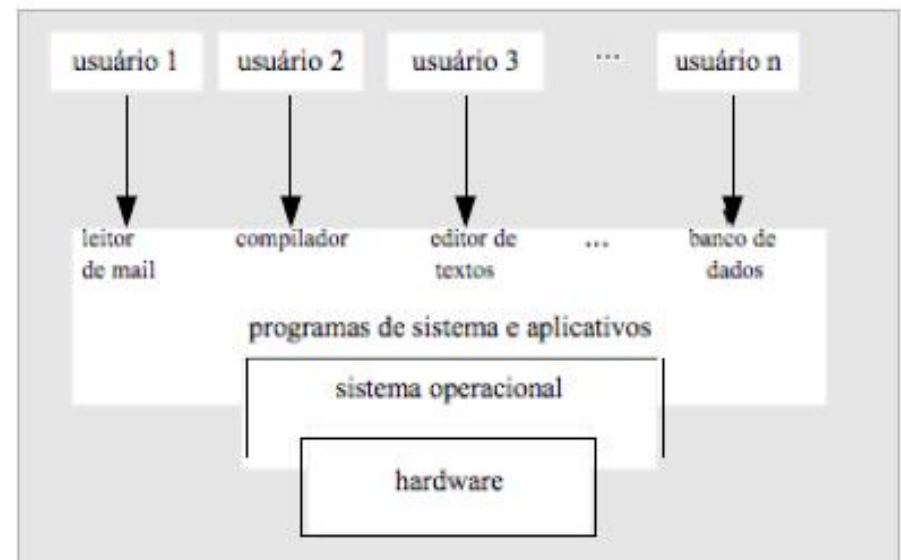 usuário 1 usuário 2 usuário 3 ... usuário n
leitor compilador editor de ... banco de
de mail textos dados
programas de sistema e aplicativos
sistema operacional
hardware